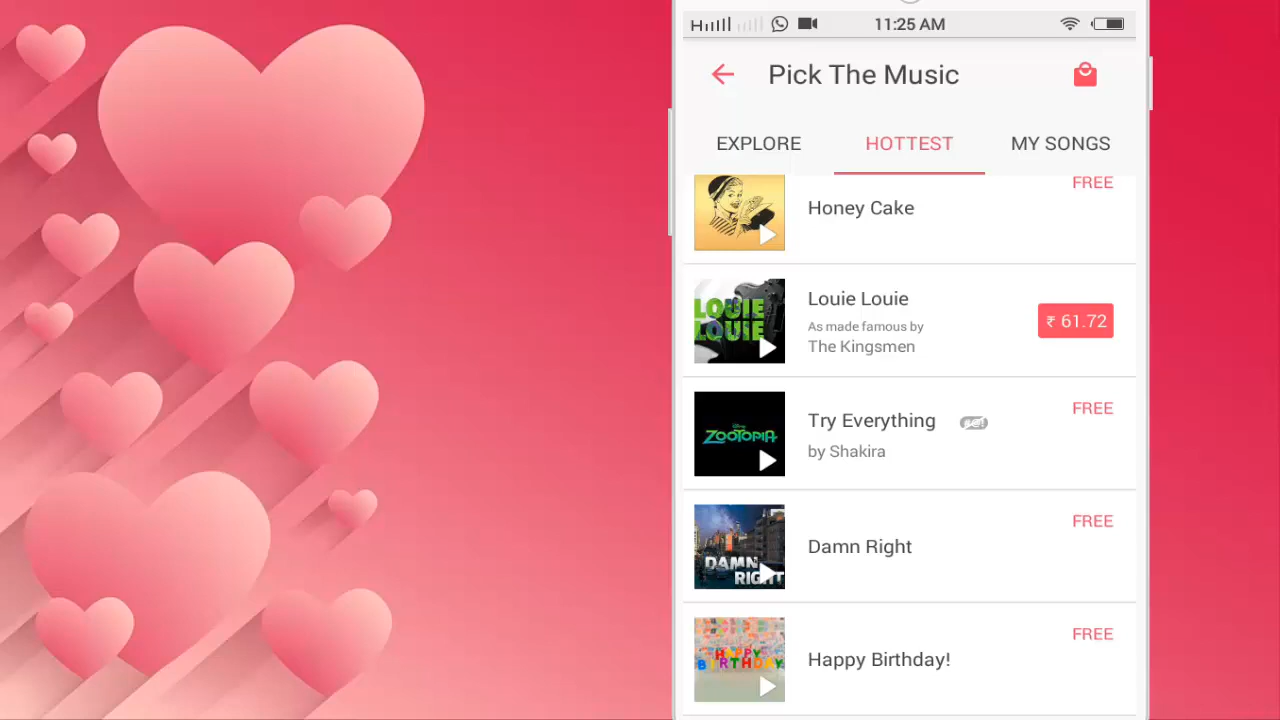 11:25 AM
Pick The Music
EXPLORE
HOTTEST
MY SONGS
FREE
Honey Cake
LOUIE
LOUIE
Louie Louie
As made famous by
The Kingsmen
₹ 61.72
ZOOTOPIA
Try Everything
by Shakira
FREE
DAMN
RIGHT
Damn Right
FREE
HAPPY
BIRTHDAY
Happy Birthday!
FREE